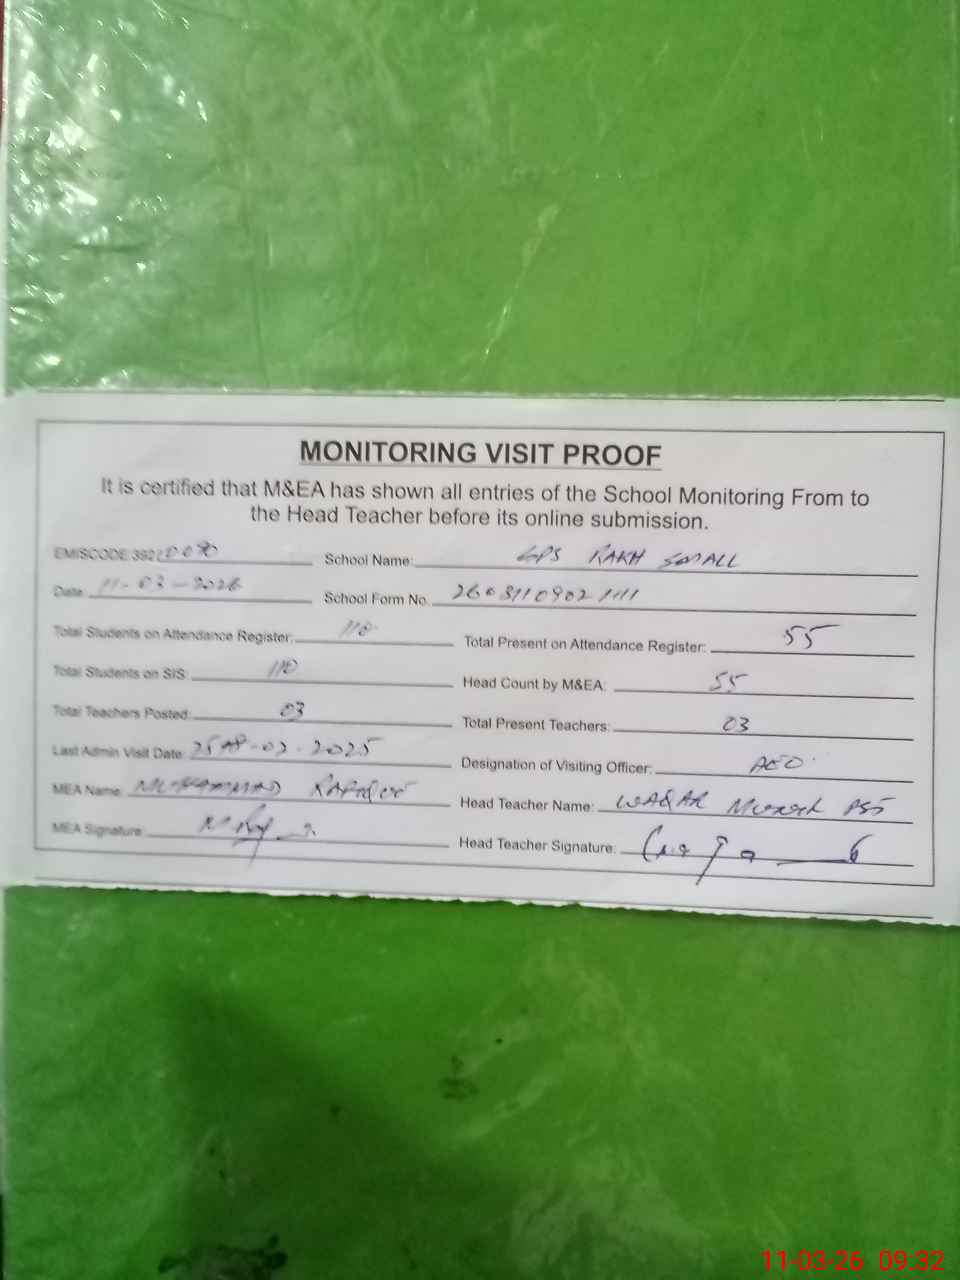 MONITORING VISIT PROOF
It is certified that M&EA has shown all entries of the School Monitoring From to
the Head Teacher before its online submission.
EMISCODE 392 School Name: GPS RAKH SMALL
Date 11-03-2026 School Form No. 26031109021111
Total Students on Attendance Register: 110 Total Present on Attendance Register: 55
Total Students on SIS: 110 Head Count by M&EA: 55
Total Teachers Posted: 03 Total Present Teachers: 03
Last Admin Visit Date: 2025 Designation of Visiting Officer: AEO
MEA Name: MUHAMMAD Head Teacher Name: WAQAR PST
MEA Signature: Head Teacher Signature:
11-03-26 09:32